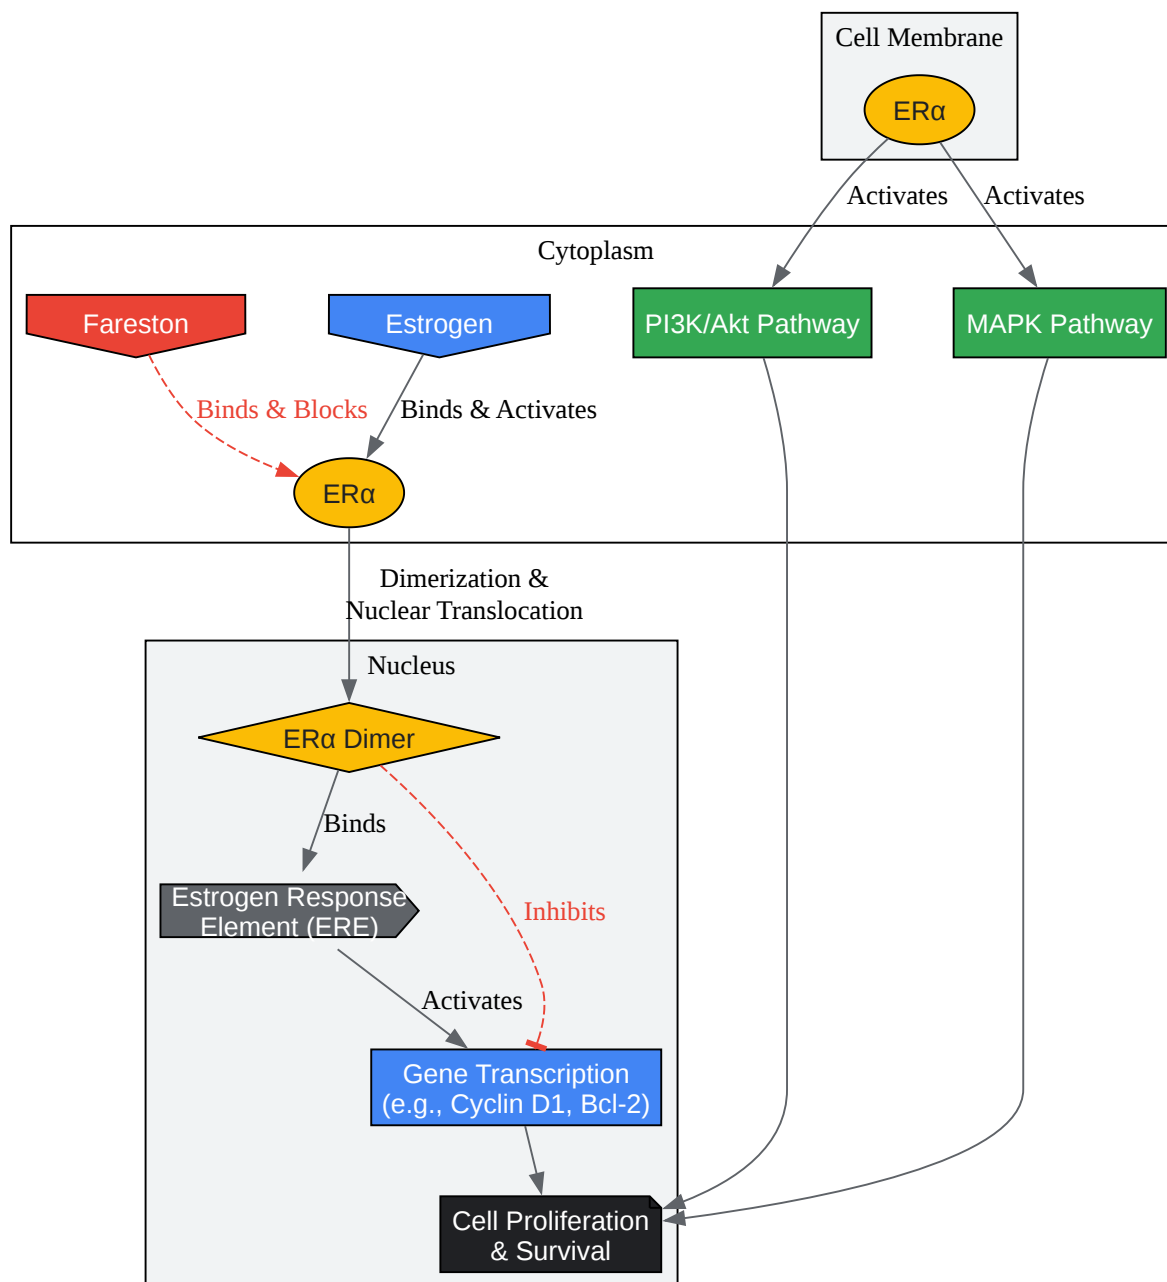 Cell Membrane
ERα
Activates
Activates
Cytoplasm
Fareston
Estrogen
PI3K/Akt Pathway
MAPK Pathway
Binds & Blocks
Binds & Activates
ERα
Dimerization &
Nuclear Translocation
Nucleus
ERα Dimer
Binds
Estrogen Response
Element (ERE)
Inhibits
Activates
Gene Transcription
(e.g., Cyclin D1, Bcl-2)
Cell Proliferation
& Survival